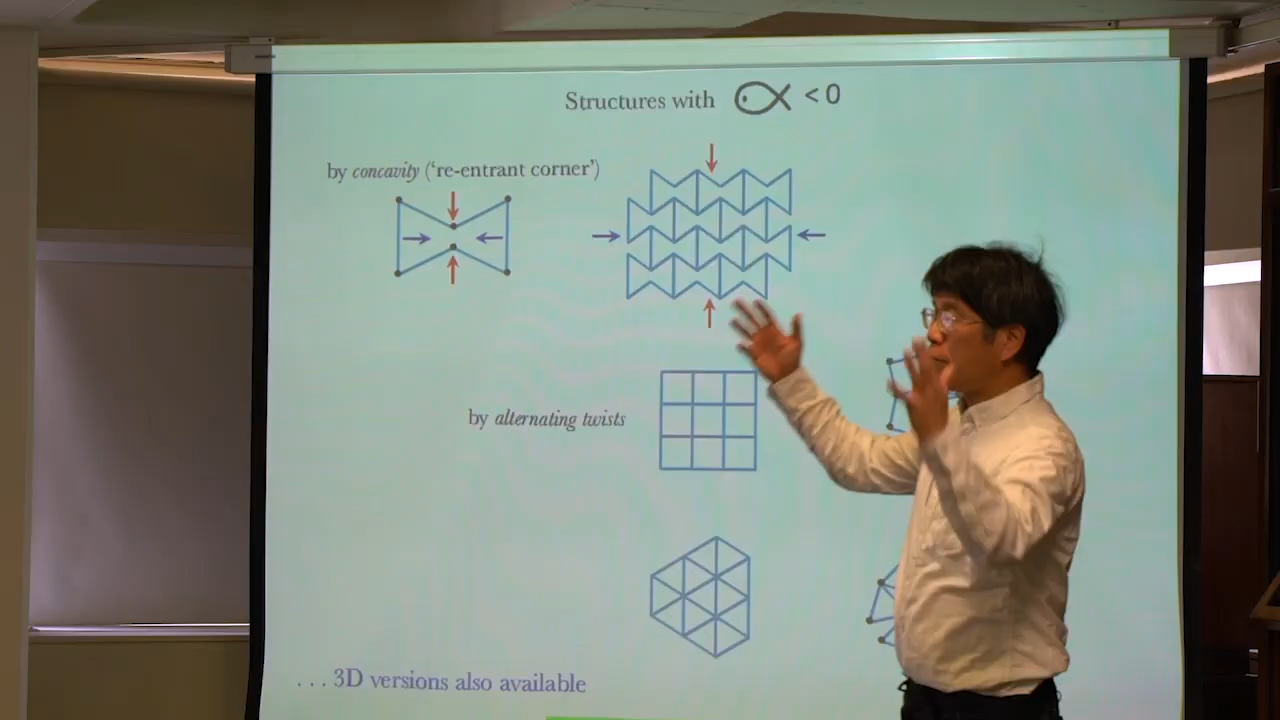 Structures with < 0
by concavity (‘re-entrant corner’)
by alternating twists
. . . 3D versions also available